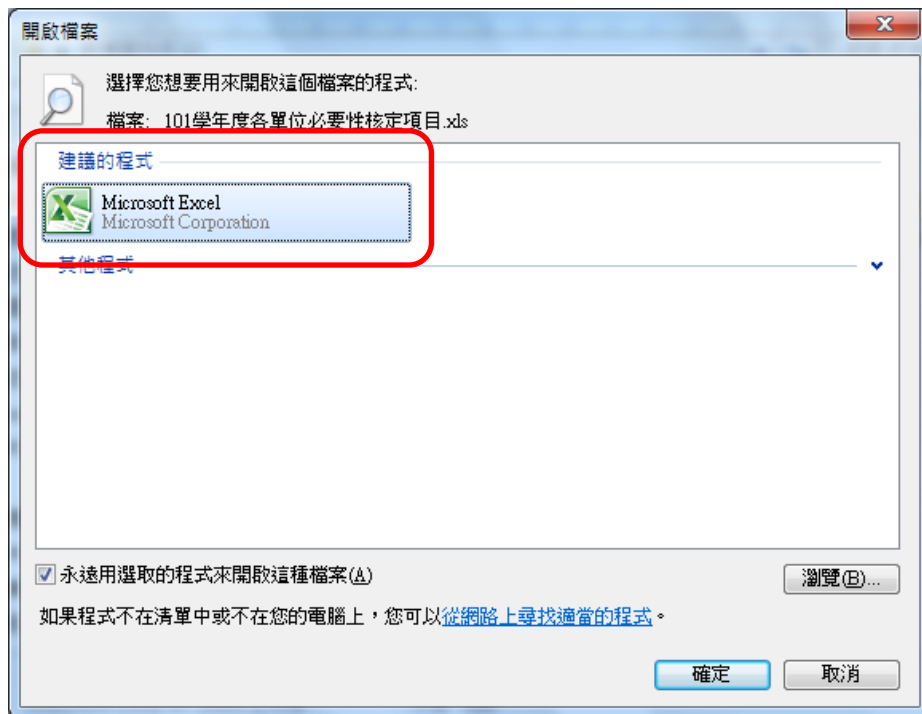 開啟檔案
選擇您想要用來開啟這個檔案的程式:
檔案: 101學年度各單位必要性核定項目.xls
建議的程式
Microsoft Excel
Microsoft Corporation
其他程式
永遠用選取的程式來開啟這種檔案(A)
瀏覽(B)...
如果程式不在清單中或不在您的電腦上，您可以從網路上尋找適當的程式。
確定
取消